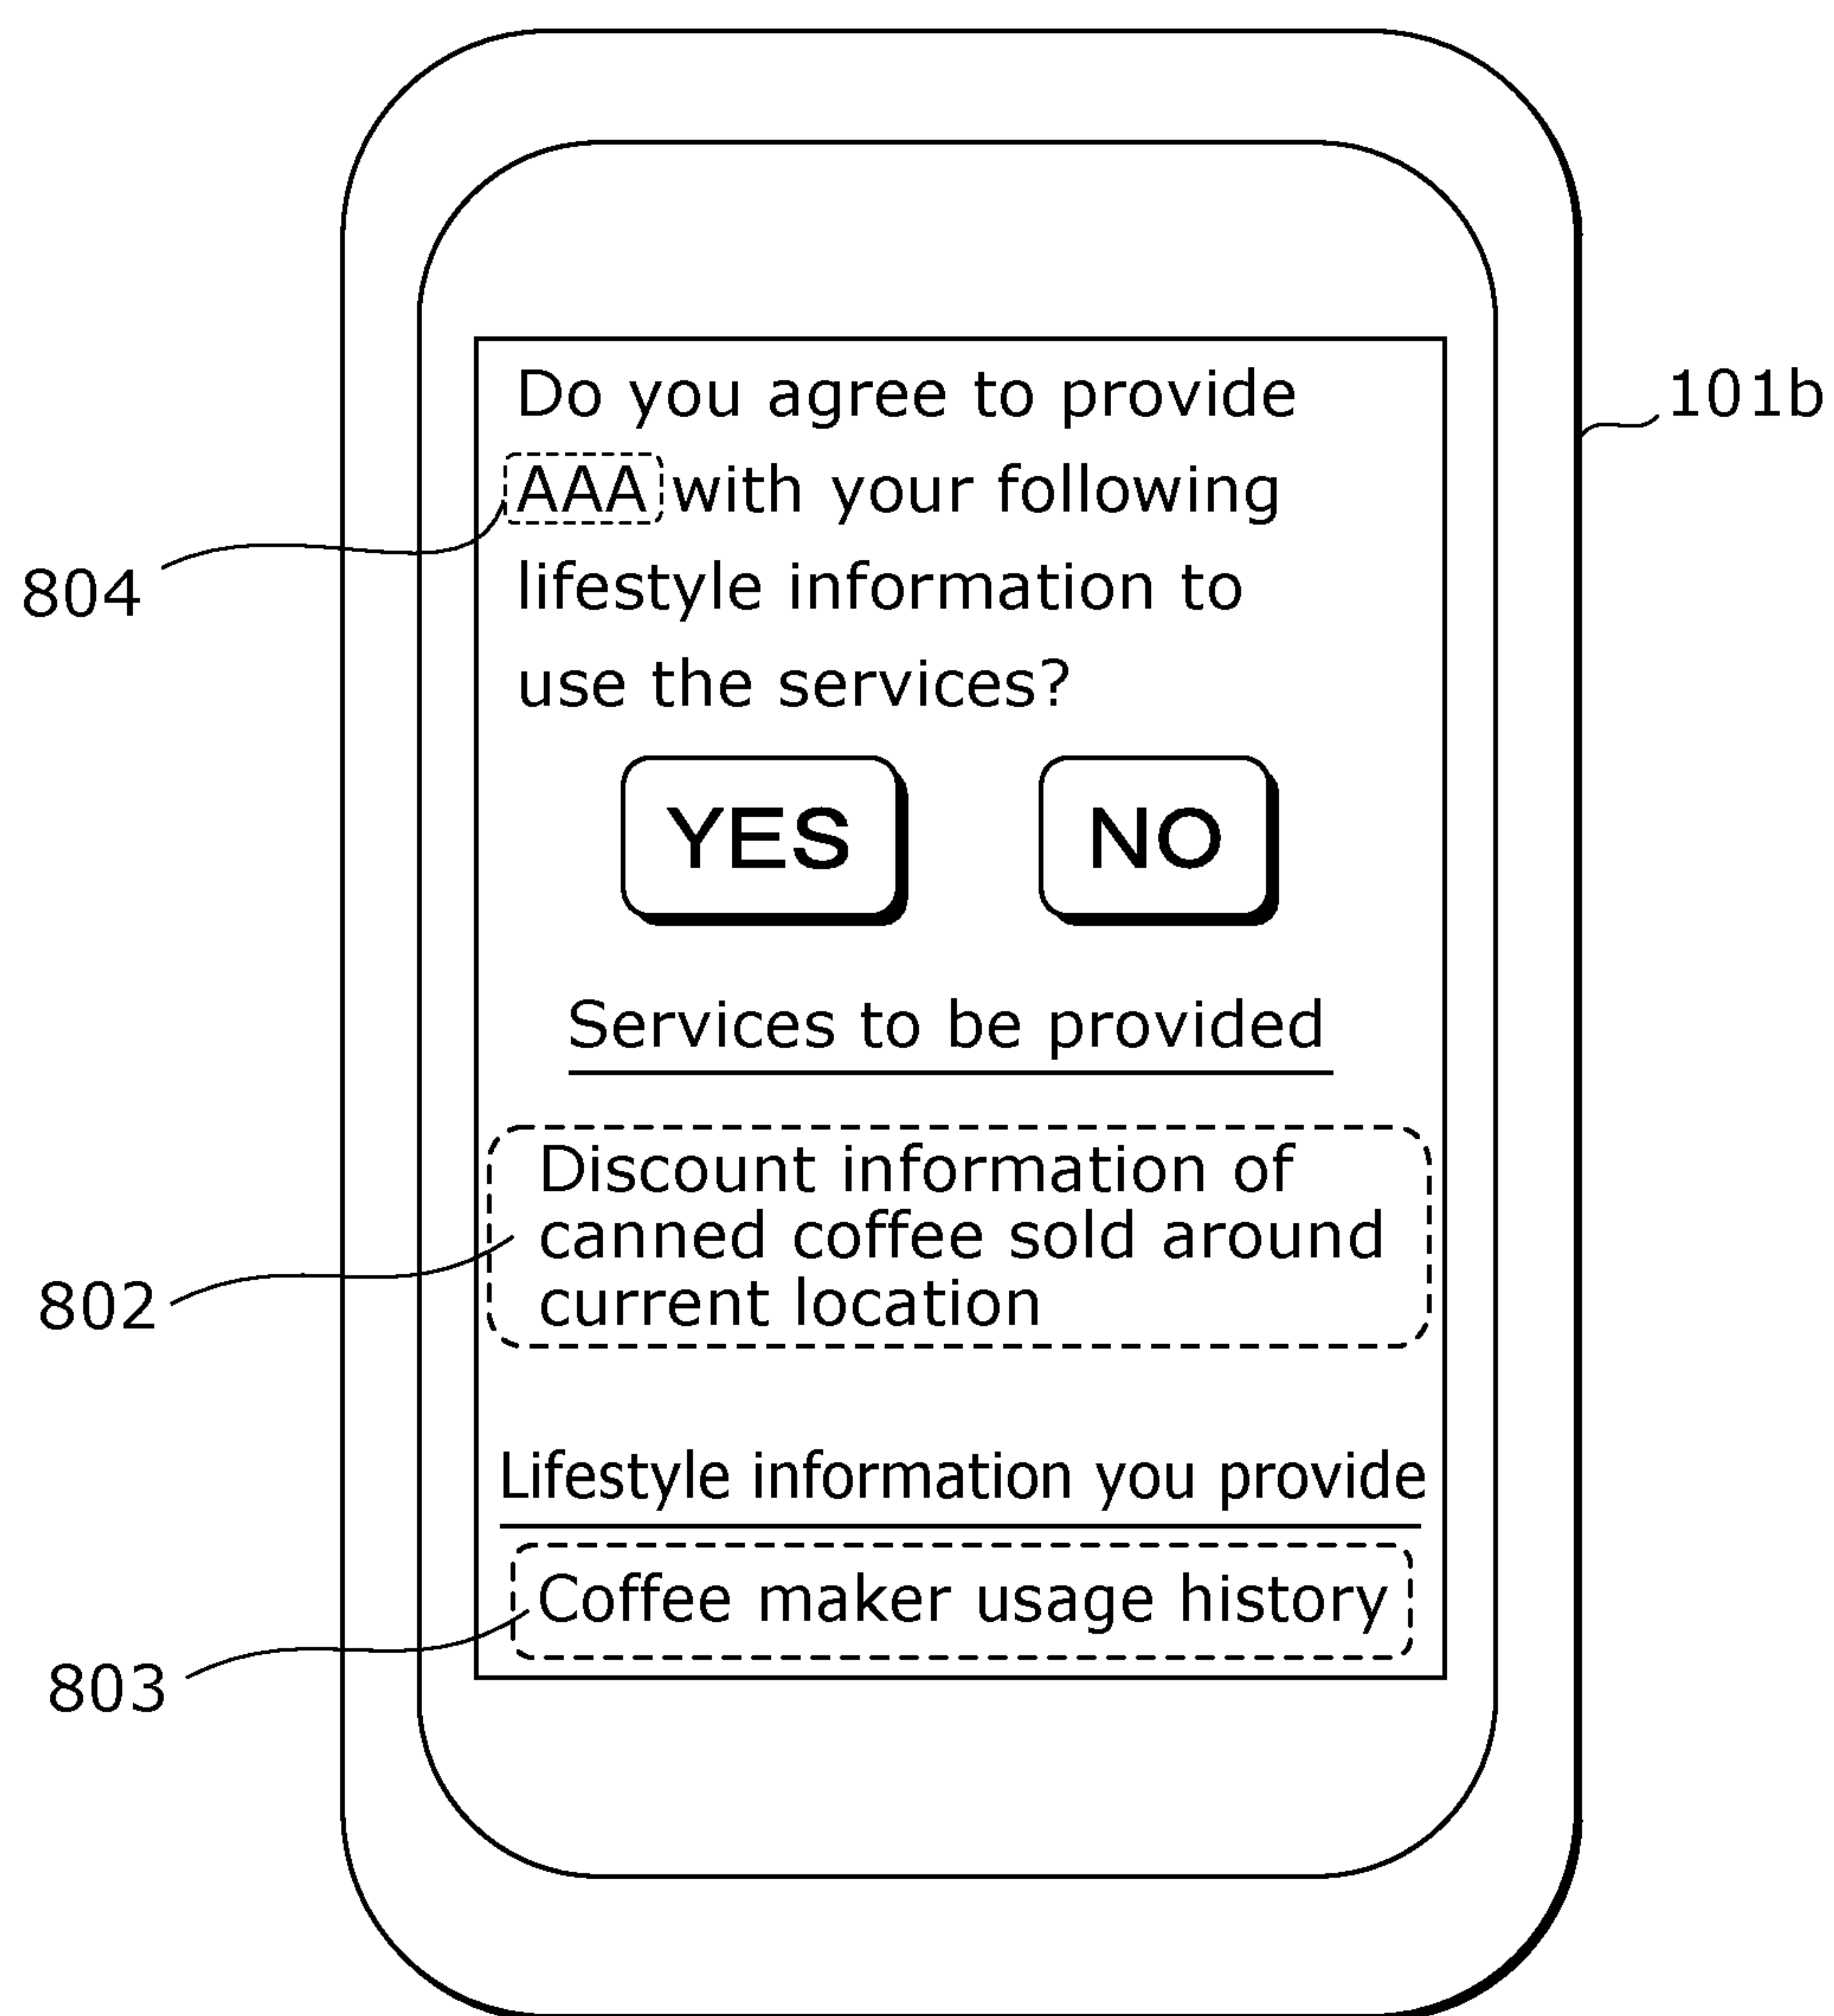 Do you agree to provide
101b
AAA with your following
804
lifestyle information to
use the services?
YES NO
Services to be provided
Discount information of
canned coffee sold around
current location
802
Lifestyle information you provide
Coffee maker usage history
803